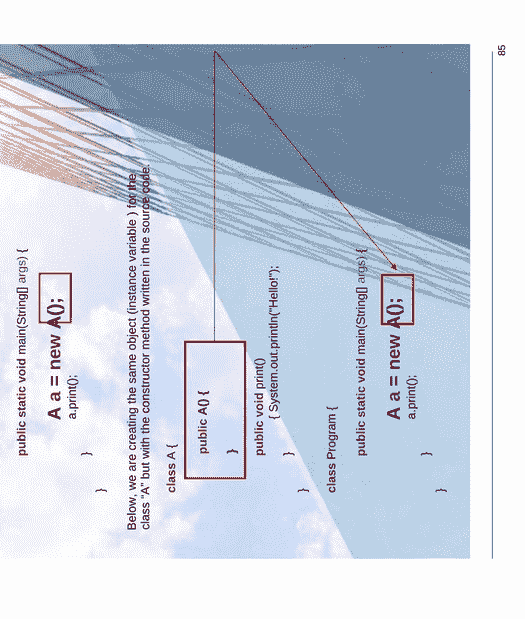 public static void main(String[] args) {
A a = new A();
a.print();
}
}
Below, we are creating the same object (instance variable ) for the
class "A" but with the constructor method written in the source code.
class A {
public A() {
}
public void print()
{ System.out.println("Hello!");
}
}
class Program {
public static void main(String[] args) {
A a = new A();
a.print();
}
}
85